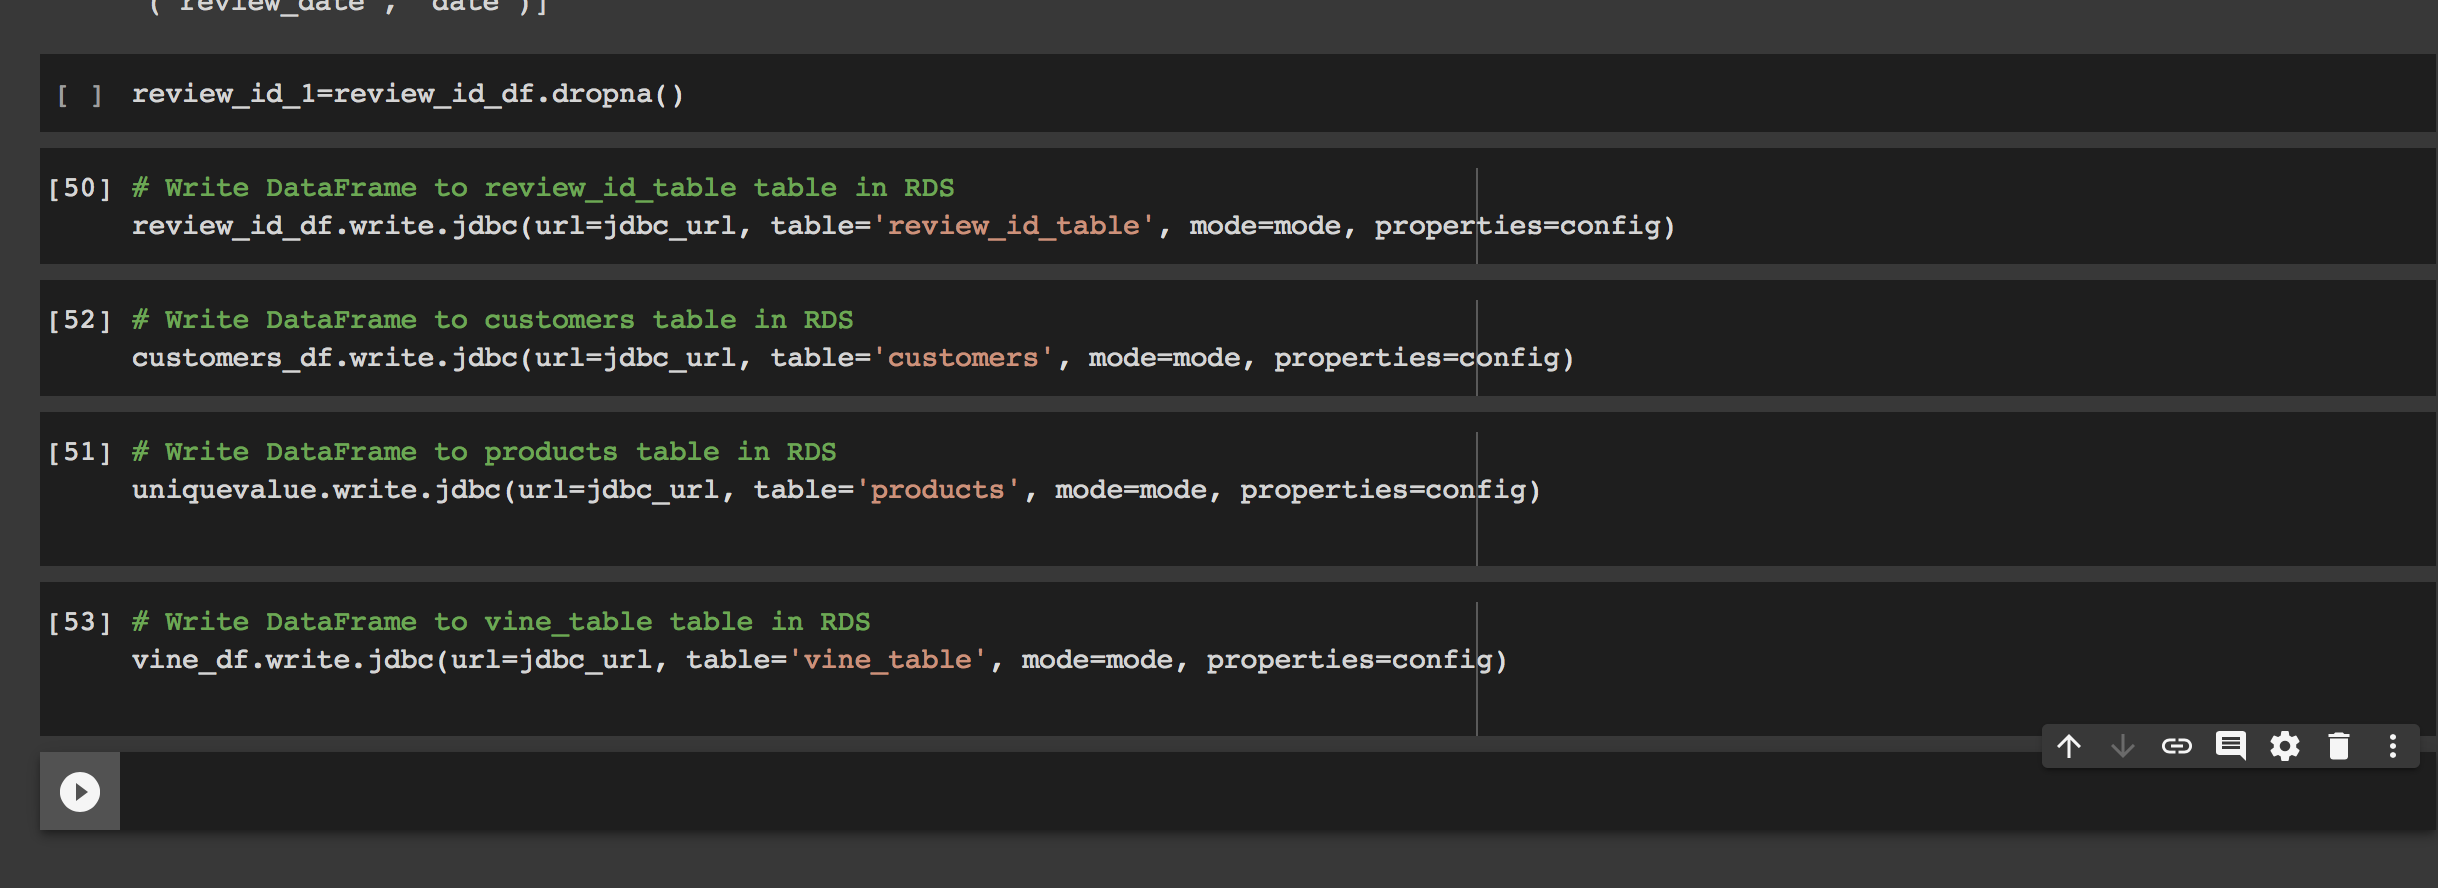 ('review_date', 'date')]
[ ] review_id_1=review_id_df.dropna()
[50] # Write DataFrame to review_id_table table in RDS
review_id_df.write.jdbc(url=jdbc_url, table='review_id_table', mode=mode, properties=config)
[52] # Write DataFrame to customers table in RDS
customers_df.write.jdbc(url=jdbc_url, table='customers', mode=mode, properties=config)
[51] # Write DataFrame to products table in RDS
uniquevalue.write.jdbc(url=jdbc_url, table='products', mode=mode, properties=config)
[53] # Write DataFrame to vine_table table in RDS
vine_df.write.jdbc(url=jdbc_url, table='vine_table', mode=mode, properties=config)